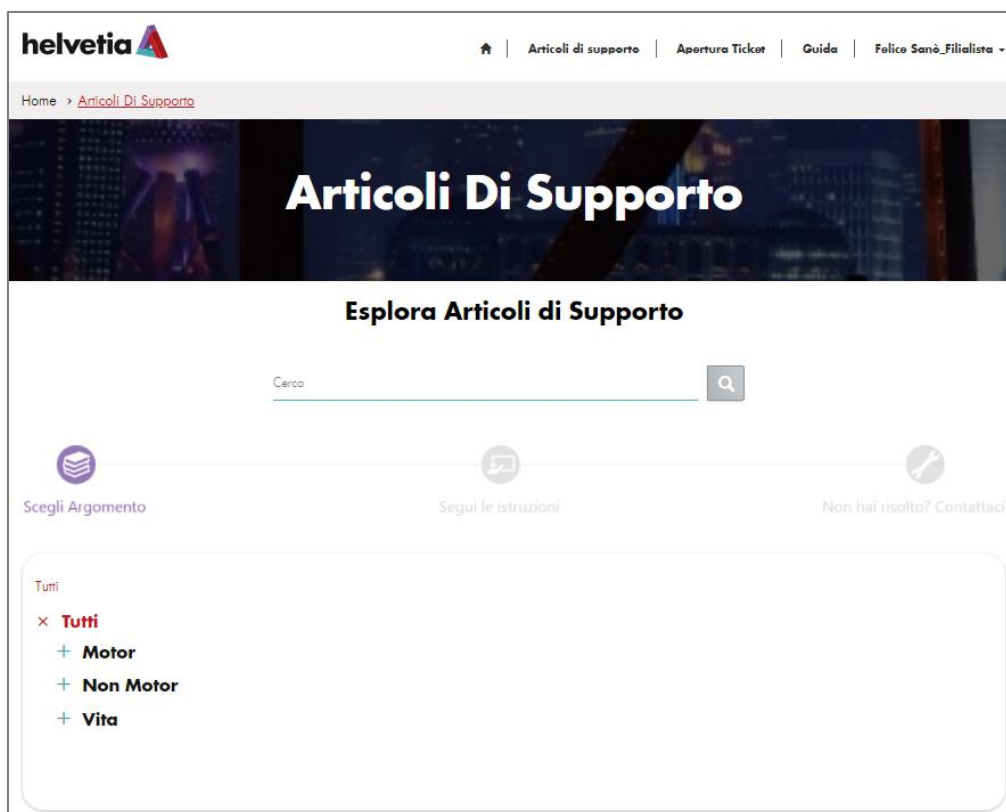 helvetia
Articoli di supporto | Apertura Ticket | Guida | Felice Sanò_Filialista
Home › Articoli Di Supporto
Articoli Di Supporto
Esplora Articoli di Supporto
Cerca
Scegli Argomento Segui le istruzioni Non hai risolto? Contattaci
Tutti
× Tutti
+ Motor
+ Non Motor
+ Vita